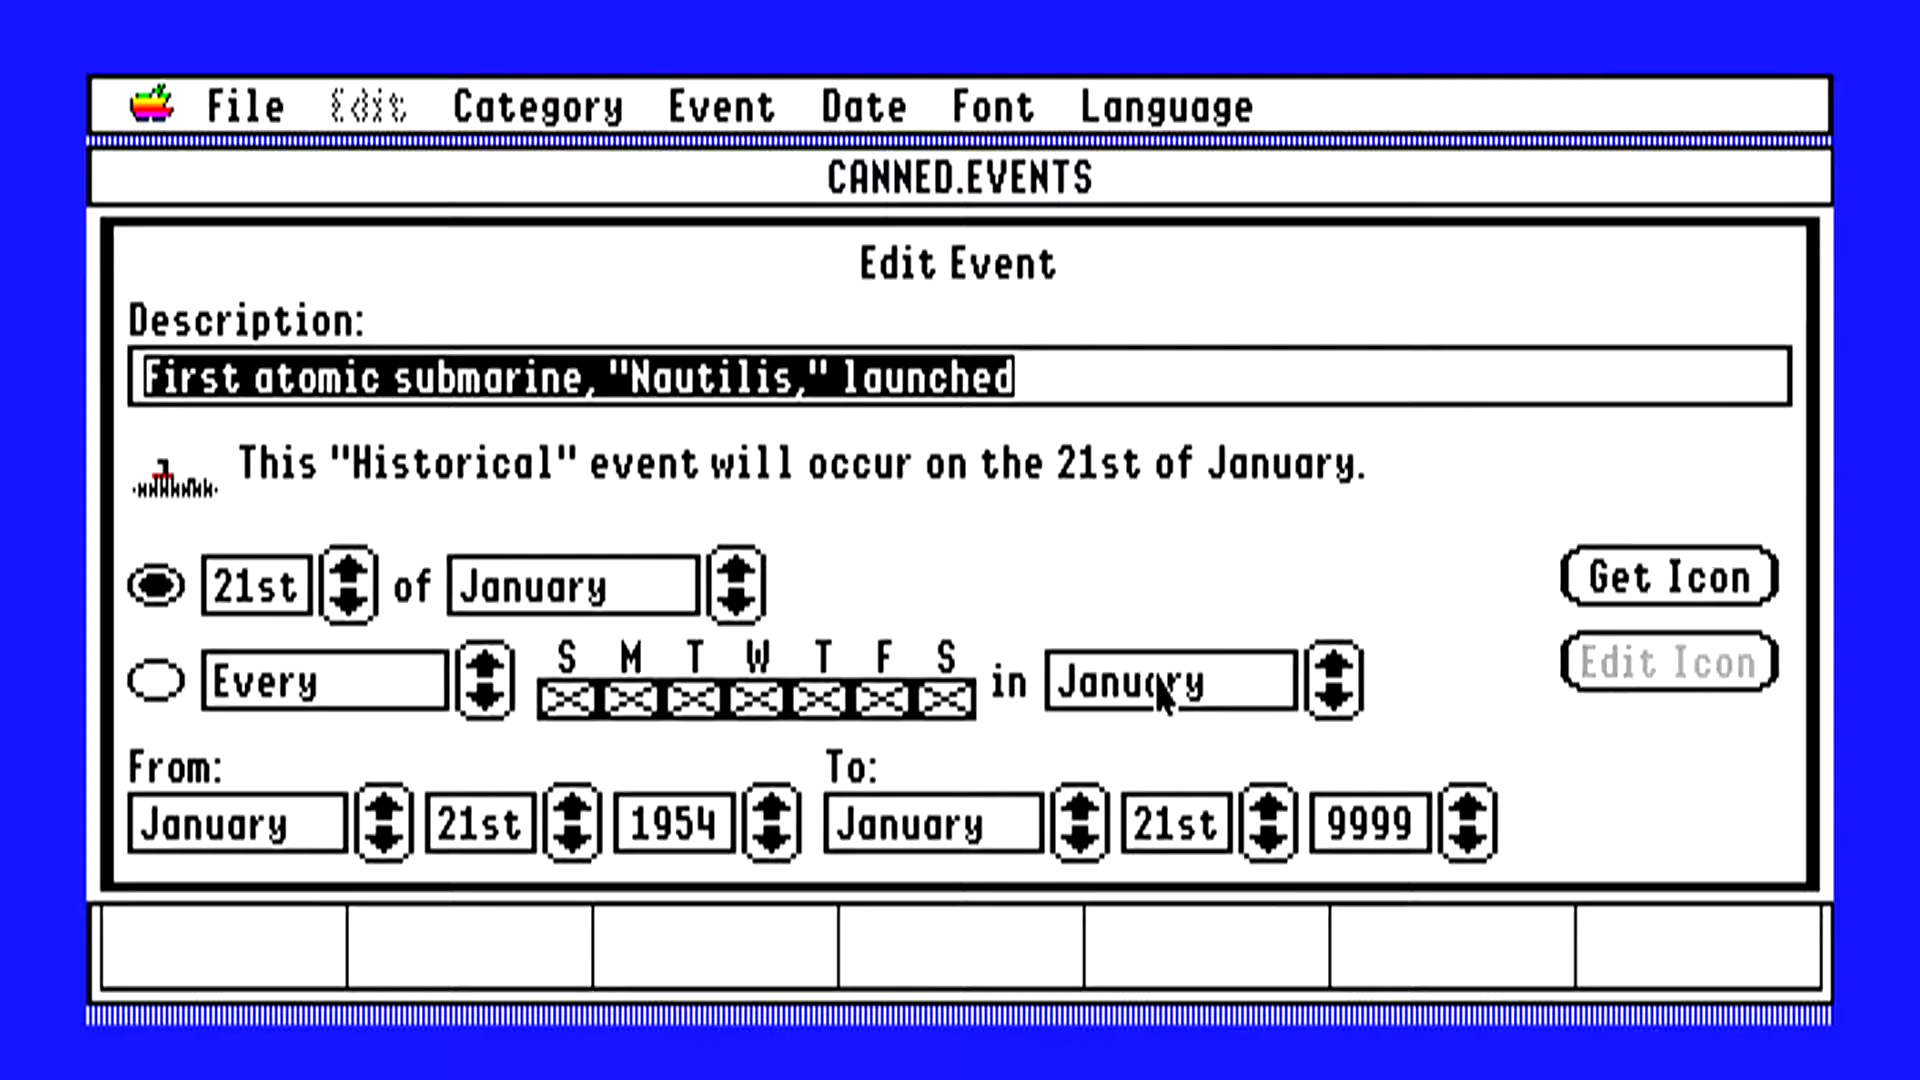 File Edit Category Event Date Font Language
CANNED.EVENTS
Edit Event
Description:
First atomic submarine, "Nautilis," launched
This "Historical" event will occur on the 21st of January.
21st of January
Get Icon
S M T W T F S
Every in January
Edit Icon
From: To:
January 21st 1954 January 21st 9999